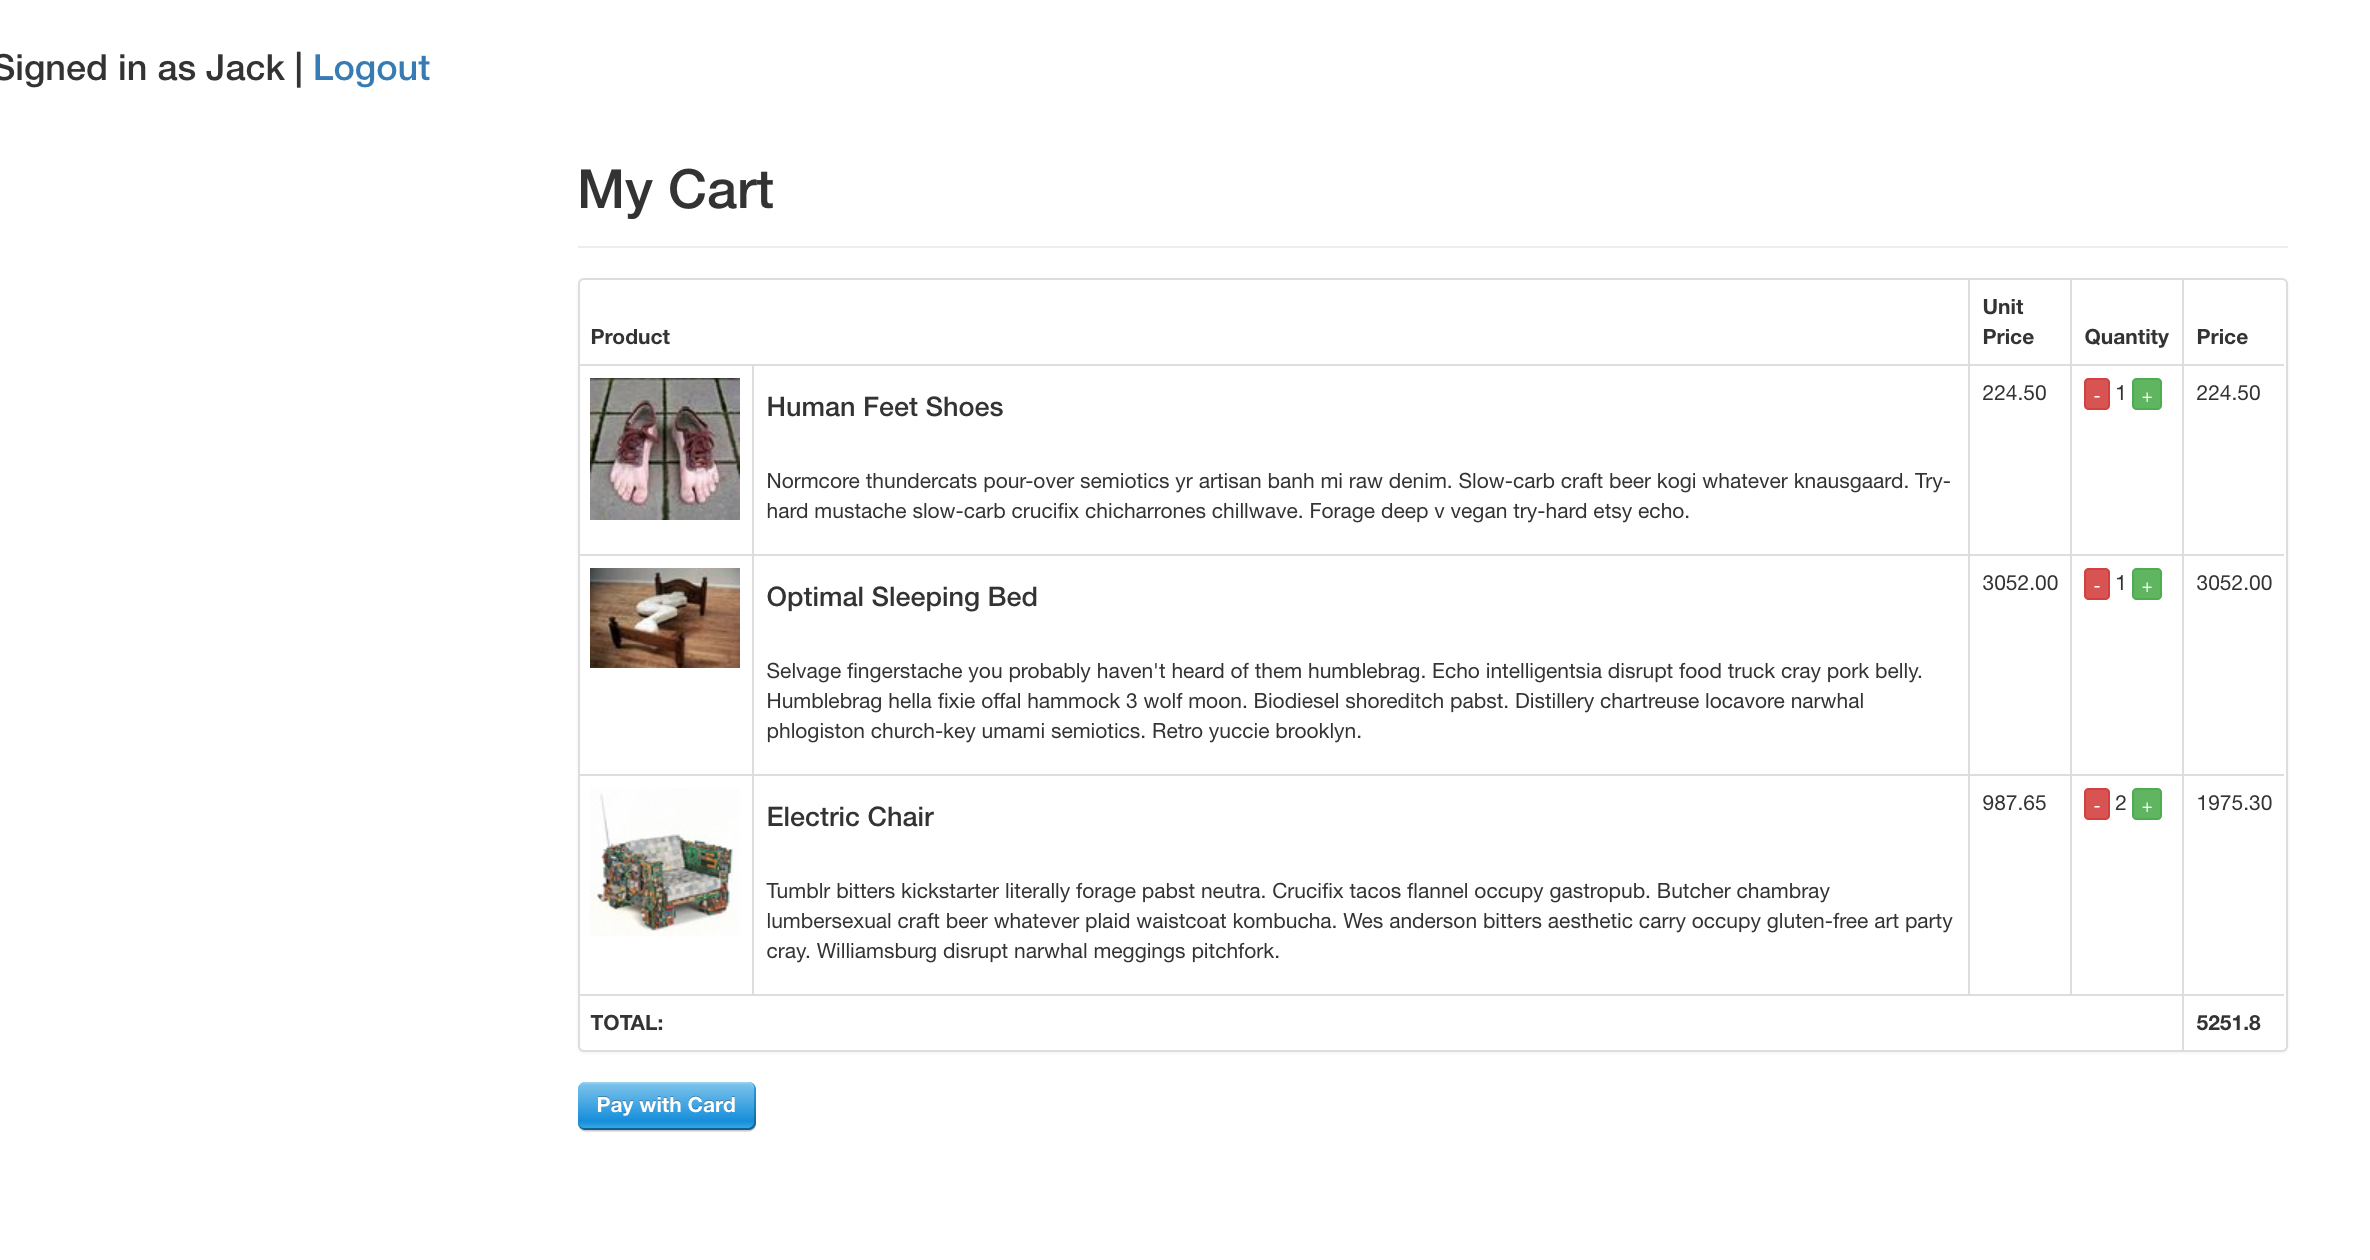 Signed in as Jack | Logout
My Cart
Product
Unit
Price
Quantity
Price
Human Feet Shoes
224.50
- 1 +
224.50
Normcore thundercats pour-over semiotics yr artisan banh mi raw denim. Slow-carb craft beer kogi whatever knausgaard. Try-
hard mustache slow-carb crucifix chicharrones chillwave. Forage deep v vegan try-hard etsy echo.
Optimal Sleeping Bed
3052.00
- 1 +
3052.00
Selvage fingerstache you probably haven't heard of them humblebrag. Echo intelligentsia disrupt food truck cray pork belly.
Humblebrag hella fixie offal hammock 3 wolf moon. Biodiesel shoreditch pabst. Distillery chartreuse locavore narwhal
phlogiston church-key umami semiotics. Retro yuccie brooklyn.
Electric Chair
987.65
- 2 +
1975.30
Tumblr bitters kickstarter literally forage pabst neutra. Crucifix tacos flannel occupy gastropub. Butcher chambray
lumbersexual craft beer whatever plaid waistcoat kombucha. Wes anderson bitters aesthetic carry occupy gluten-free art party
cray. Williamsburg disrupt narwhal meggings pitchfork.
TOTAL:
5251.8
Pay with Card